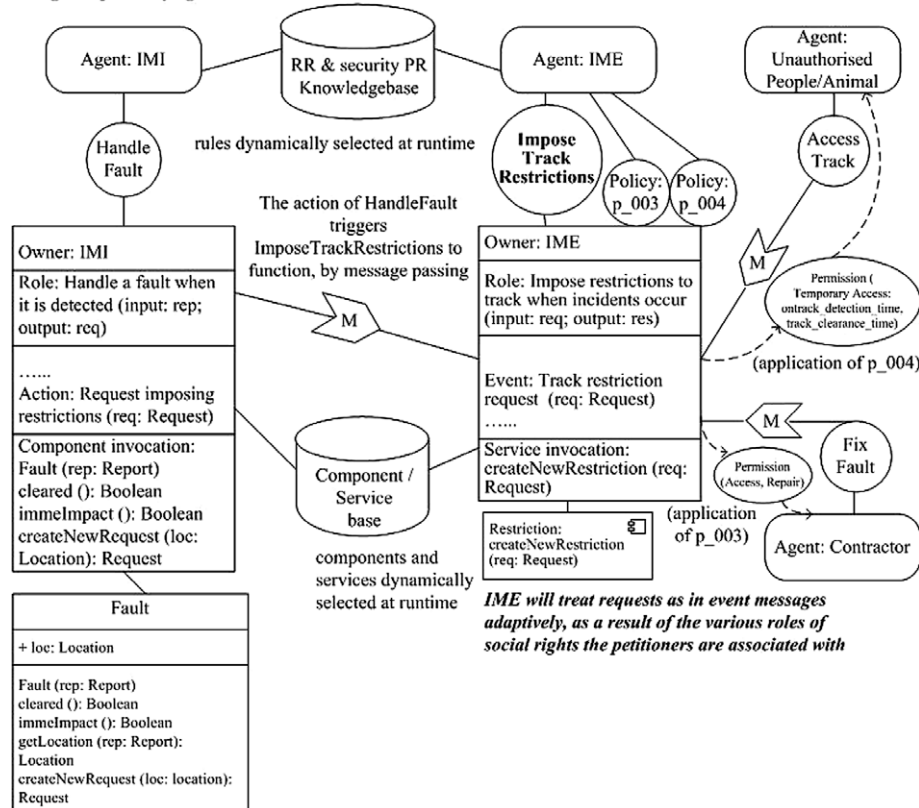 Agent: IMI
RR & security PR
Knowledgebase
Agent: IME
Agent:
Unauthorised
People/Animal
rules dynamically selected at runtime
Handle
Fault
Impose
Track
Restrictions
Policy:
p_003
Policy:
p_004
Access
Track
The action of HandleFault
triggers
ImposeTrackRestrictions to
function, by message passing
Owner: IMI
Role: Handle a fault when
it is detected (input: rep;
output: req)
......
Action: Request imposing
restrictions (req: Request)
Component invocation:
Fault (rep: Report)
cleared (): Boolean
immeImpact (): Boolean
createNewRequest (loc:
Location): Request
M
Owner: IME
Role: Impose restrictions to
track when incidents occur
(input: req; output: res)
Event: Track restriction
request (req: Request)
......
Service invocation:
createNewRestriction (req:
Request)
M
Permission (
Temporary Access:
ontrack_detection_time,
track_clearance_time)
(application of p_004)
M
Fix
Fault
Permission
(Access, Repair)
(application
of p_003)
Agent: Contractor
Component /
Service
base
components and
services dynamically
selected at runtime
Restriction:
createNewRestriction
(req: Request)
IME will treat requests as in event messages
adaptively, as a result of the various roles of
social rights the petitioners are associated with
Fault
+ loc: Location
Fault (rep: Report)
cleared (): Boolean
immeImpact (): Boolean
getLocation (rep: Report):
Location
createNewRequest (loc: location):
Request